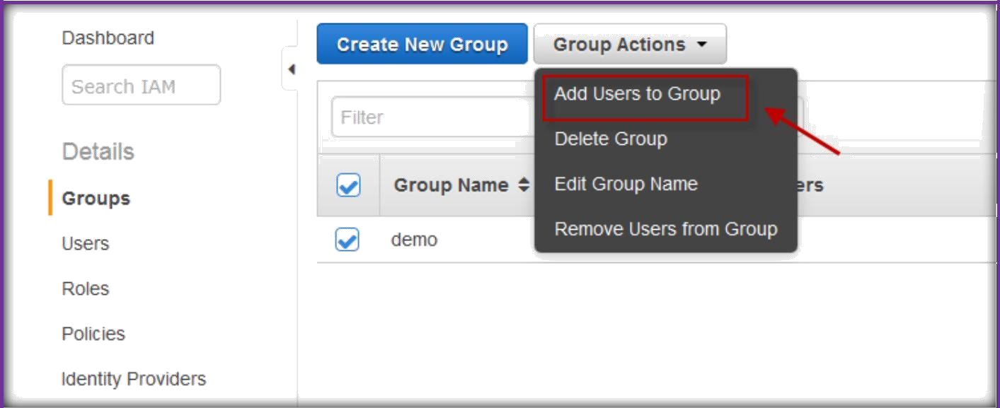 Dashboard
Search IAM
Details
Groups
Users
Roles
Policies
Identity Providers
Create New Group
Group Actions
Add Users to Group
Delete Group
Edit Group Name
Remove Users from Group
Filter
Group Name
demo